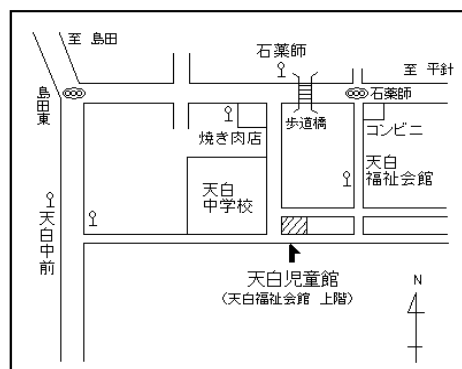 至 島田
石薬師
至 平針
島田東
石薬師
焼き肉店
歩道橋
コンビニ
天白
福祉会館
天白
中学校
天白中前
天白児童館
(天白福祉会館 上階)
N